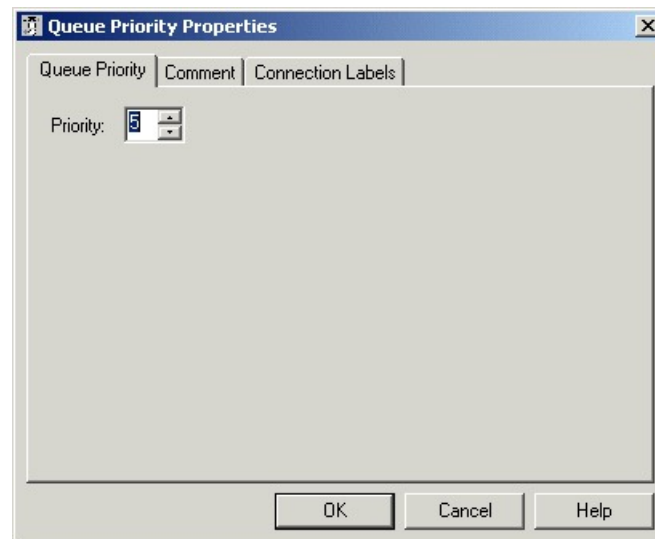 Queue Priority Properties
Queue Priority Comment Connection Labels
Priority: 5
OK Cancel Help